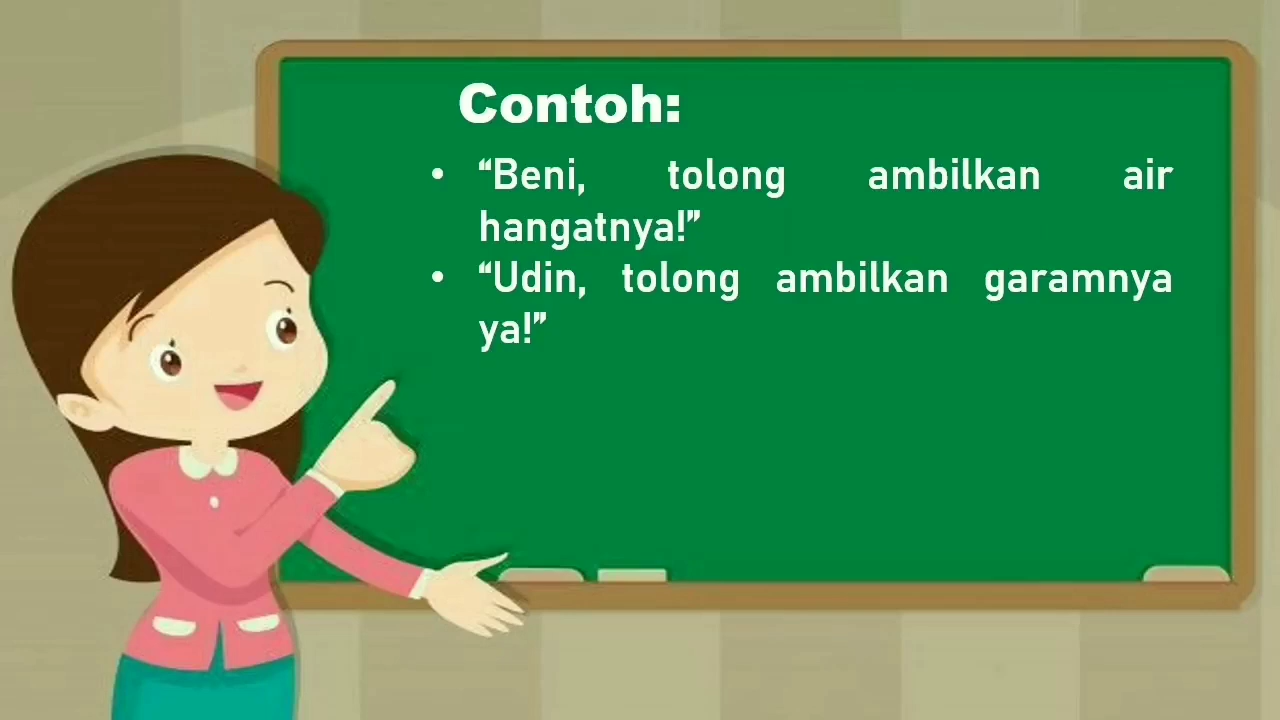 Contoh:
• “Beni, tolong ambilkan air
hangatnya!”
• “Udin, tolong ambilkan garamnya
ya!”